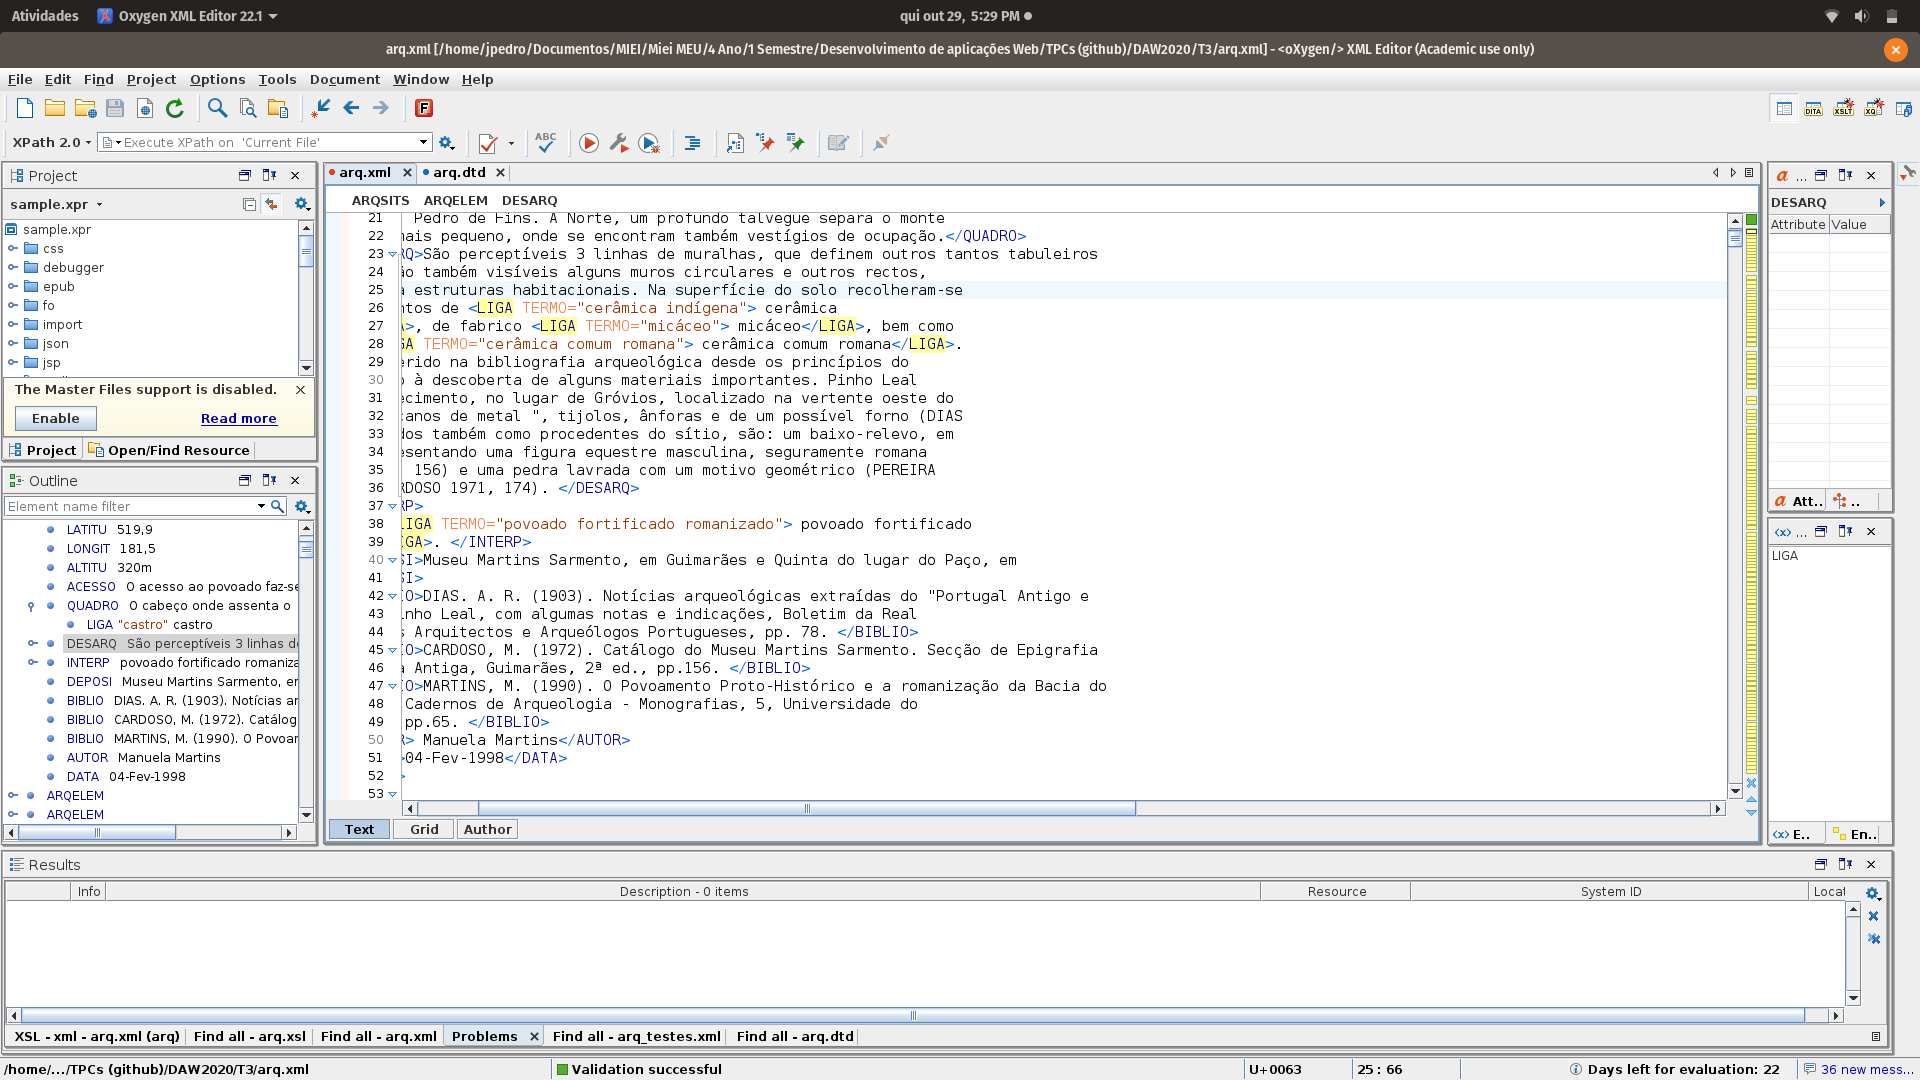 Atividades
Oxygen XML Editor 22.1
qui out 29, 5:29 PM
arq.xml [/home/jpedro/Documentos/MIEI/Miei MEU/4 Ano/1 Semestre/Desenvolvimento de aplicações Web/TPCs (github)/DAW2020/T3/arq.xml] - <oXygen/> XML Editor (Academic use only)
File Edit Find Project Options Tools Document Window Help
XPath 2.0
Execute XPath on 'Current File'
Project
sample.xpr
sample.xpr
css
debugger
epub
fo
import
json
jsp
The Master Files support is disabled.
Enable
Read more
Project
Open/Find Resource
Outline
Element name filter
LATITU 519,9
LONGIT 181,5
ALTITU 320m
ACESSO O acesso ao povoado faz-se
QUADRO O cabeço onde assenta o
LIGA "castro" castro
DESARQ São perceptíveis 3 linhas de
INTERP povoado fortificado romaniza
DEPOSI Museu Martins Sarmento, er
BIBLIO DIAS. A. R. (1903). Notícias ar
BIBLIO CARDOSO, M. (1972). Catálog
BIBLIO MARTINS, M. (1990). O Povoar
AUTOR Manuela Martins
DATA 04-Fev-1998
ARQELEM
ARQELEM
arq.xml
arq.dtd
ARQSITS ARQELEM DESARQ
21 Pedro de Fins. A Norte, um profundo talvegue separa o monte
22 ais pequeno, onde se encontram também vestígios de ocupação.</QUADRO>
23 RQ>São perceptíveis 3 linhas de muralhas, que definem outros tantos tabuleiros
24 o também visíveis alguns muros circulares e outros rectos,
25 a estruturas habitacionais. Na superfície do solo recolheram-se
26 ntos de <LIGA TERMO="cerâmica indígena"> cerâmica
27 >, de fabrico <LIGA TERMO="micáceo"> micáceo</LIGA>, bem como
28 GA TERMO="cerâmica comum romana"> cerâmica comum romana</LIGA>.
29 erido na bibliografia arqueológica desde os princípios do
30 o à descoberta de alguns materiais importantes. Pinho Leal
31 ecimento, no lugar de Gróvios, localizado na vertente oeste do
32 canos de metal ", tijolos, ânforas e de um possível forno (DIAS
33 dos também como procedentes do sítio, são: um baixo-relevo, em
34 esentando uma figura equestre masculina, seguramente romana
35 156) e uma pedra lavrada com um motivo geométrico (PEREIRA
36 RDOSO 1971, 174). </DESARQ>
37 RP>
38 LIGA TERMO="povoado fortificado romanizado"> povoado fortificado
39 IGA>. </INTERP>
40 SI>Museu Martins Sarmento, em Guimarães e Quinta do lugar do Paço, em
41 SI>
42 IO>DIAS. A. R. (1903). Notícias arqueológicas extraídas do "Portugal Antigo e
43 inho Leal, com algumas notas e indicações, Boletim da Real
44 s Arquitectos e Arqueólogos Portugueses, pp. 78. </BIBLIO>
45 IO>CARDOSO, M. (1972). Catálogo do Museu Martins Sarmento. Secção de Epigrafia
46 a Antiga, Guimarães, 2ª ed., pp.156. </BIBLIO>
47 IO>MARTINS, M. (1990). O Povoamento Proto-Histórico e a romanização da Bacia do
48 Cadernos de Arqueologia - Monografias, 5, Universidade do
49 pp.65. </BIBLIO>
50 R> Manuela Martins</AUTOR>
51 >04-Fev-1998</DATA>
52 >
53
Text Grid Author
DESARQ
Attribute Value
Att..
LIGA
E..
En..
Results
Info Description - 0 items Resource System ID Locat
XSL - xml - arq.xml (arq) Find all - arq.xsl Find all - arq.xml Problems Find all - arq_testes.xml Find all - arq.dtd
/home/.../TPCs (github)/DAW2020/T3/arq.xml
Validation successful
U+0063
25 : 66
Days left for evaluation: 22
36 new mess...